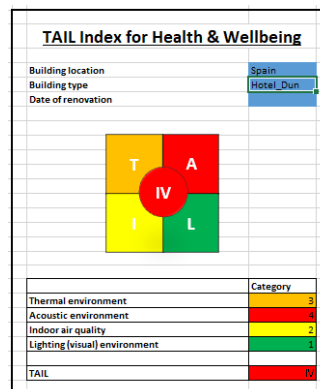 TAIL Index for Health & Wellbeing
Building location Spain
Building type Hotel_Dun
Date of renovation
T A
IV
I L
Category
Thermal environment 3
Acoustic environment 4
Indoor air quality 2
Lighting (visual) environment 1
TAIL IV